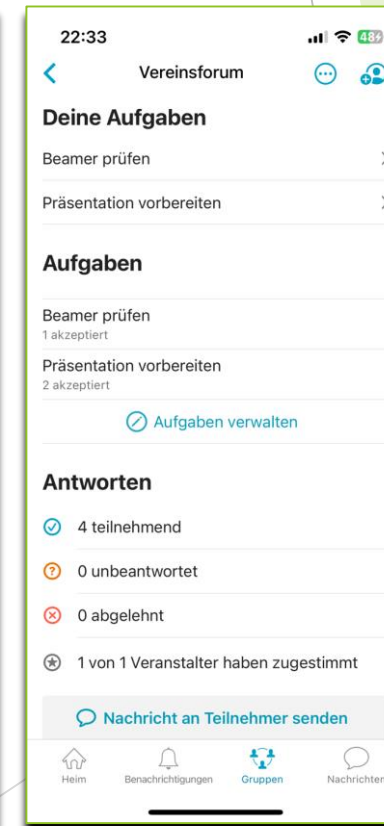 22:33
48
Vereinsforum
Deine Aufgaben
Beamer prüfen
Präsentation vorbereiten
Aufgaben
Beamer prüfen
1 akzeptiert
Präsentation vorbereiten
2 akzeptiert
Aufgaben verwalten
Antworten
4 teilnehmend
0 unbeantwortet
0 abgelehnt
1 von 1 Veranstalter haben zugestimmt
Nachricht an Teilnehmer senden
Heim Benachrichtigungen Gruppen Nachrichten